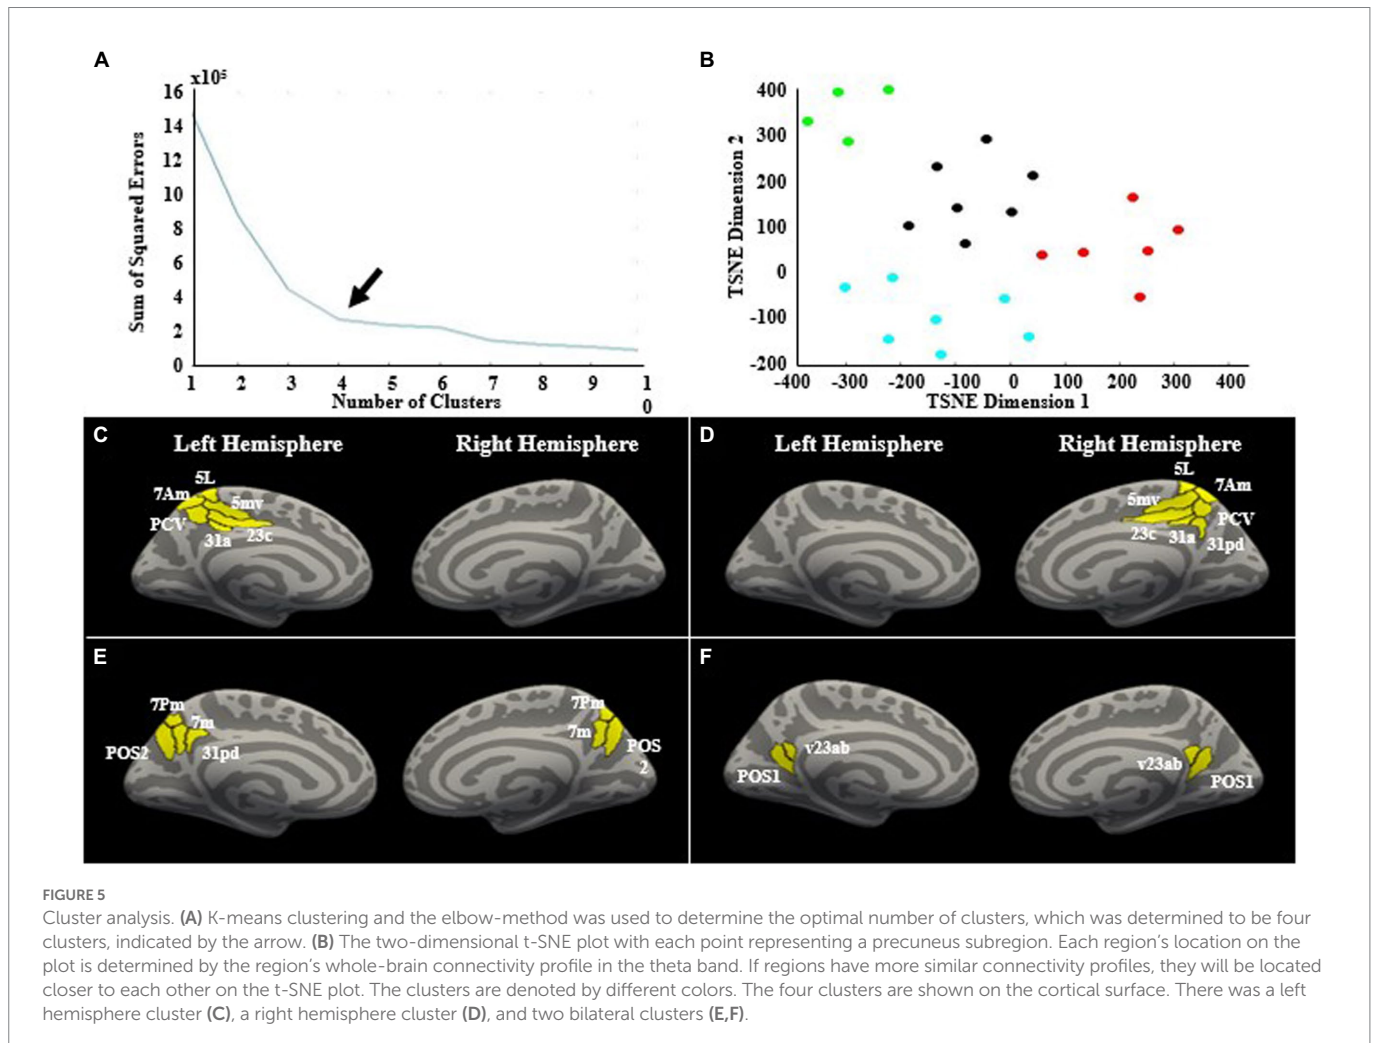 A
x10⁵
16
14
12
10
8
6
4
2
0
Sum of Squared Errors
1 2 3 4 5 6 7 8 9 1
0
Number of Clusters
B
400
300
200
100
0
-100
-200
TSNE Dimension 2
-400 -300 -200 -100 0 100 200 300 400
TSNE Dimension 1
C
Left Hemisphere Right Hemisphere
5L
7Am
5mv
PCV
31a 23c
D
Left Hemisphere Right Hemisphere
5L
7Am
5mv
PCV
23c 31a
31pd
E
7Pm
7m
POS2 31pd
7Pm
7m
POS
2
F
v23ab
POS1
v23ab
POS1
FIGURE 5
Cluster analysis. (A) K-means clustering and the elbow-method was used to determine the optimal number of clusters, which was determined to be four
clusters, indicated by the arrow. (B) The two-dimensional t-SNE plot with each point representing a precuneus subregion. Each region’s location on the
plot is determined by the region’s whole-brain connectivity profile in the theta band. If regions have more similar connectivity profiles, they will be located
closer to each other on the t-SNE plot. The clusters are denoted by different colors. The four clusters are shown on the cortical surface. There was a left
hemisphere cluster (C), a right hemisphere cluster (D), and two bilateral clusters (E,F).